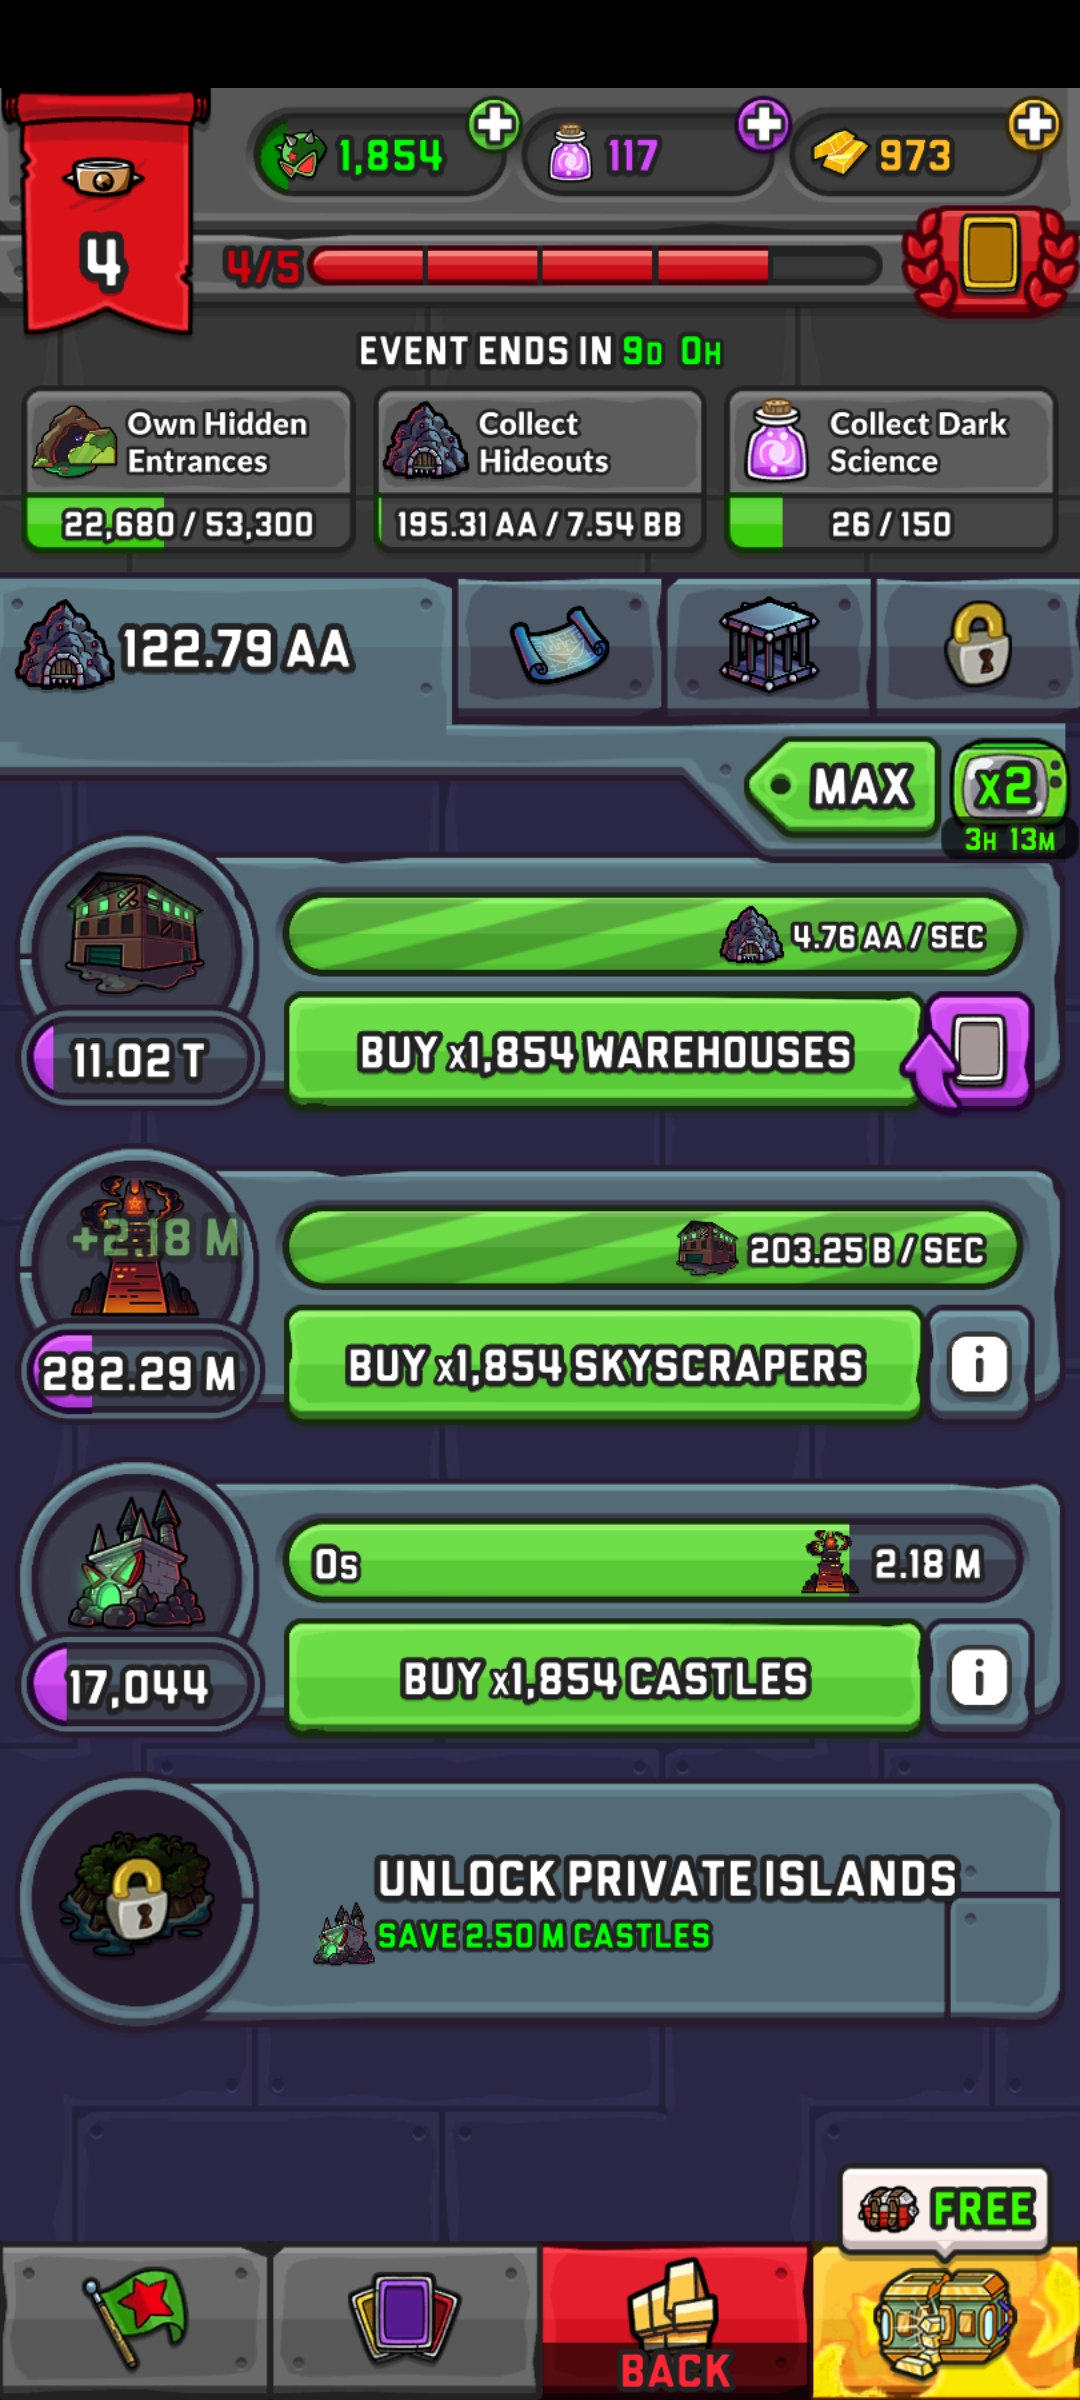 1,854
117
973
4
4/5
EVENT ENDS IN 9D 0H
Own Hidden
Entrances
22,680 / 53,300
Collect
Hideouts
195.31 AA / 7.54 BB
Collect Dark
Science
26 / 150
122.79 AA
MAX
x2
3H 13M
4.76 AA / SEC
11.02 T
BUY x1,854 WAREHOUSES
+2.18 M
203.25 B / SEC
282.29 M
BUY x1,854 SKYSCRAPERS
i
0s
2.18 M
17,044
BUY x1,854 CASTLES
i
UNLOCK PRIVATE ISLANDS
SAVE 2.50 M CASTLES
FREE
BACK